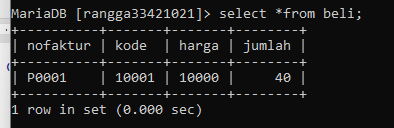 MariaDB [rangga33421021]> select *from beli;
+----------+-------+-------+--------+
| nofaktur | kode | harga | jumlah |
+----------+-------+-------+--------+
| P0001 | 10001 | 10000 | 40 |
+----------+-------+-------+--------+
1 row in set (0.000 sec)